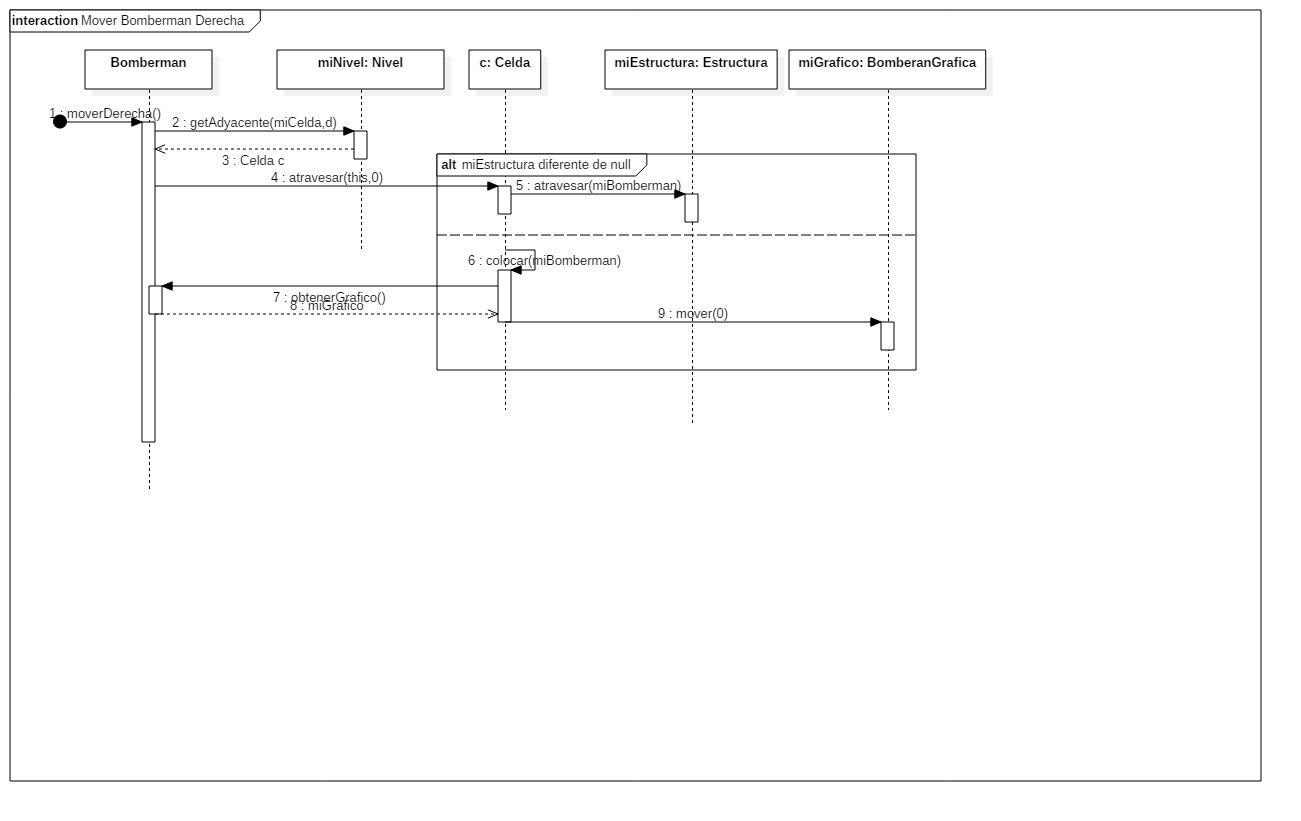 interaction Mover Bomberman Derecha
Bomberman
miNivel: Nivel
c: Celda
miEstructura: Estructura
miGrafico: BomberanGrafica
1 : moverDerecha()
2 : getAdyacente(miCelda,d)
3 : Celda c
alt miEstructura diferente de null
4 : atravesar(this,0)
5 : atravesar(miBomberman)
6 : colocar(miBomberman)
7 : obtenerGrafico()
8 : miGrafico
9 : mover(0)